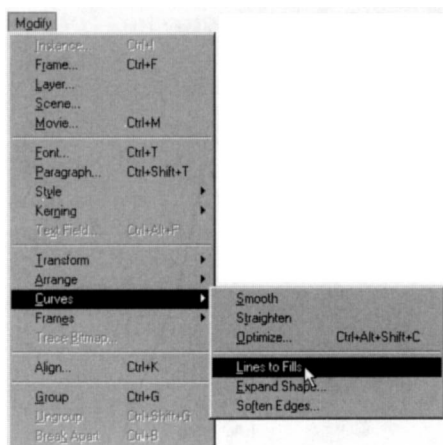 Modify
Instance... Ctrl+I
Frame... Ctrl+F
Layer...
Scene...
Movie... Ctrl+M
Font... Ctrl+T
Paragraph... Ctrl+Shift+T
Style
Kerning
Text Field... Ctrl+Alt+F
Transform
Arrange
Curves
Frames
Trace Bitmap...
Align... Ctrl+K
Group Ctrl+G
Ungroup Ctrl+Shift+G
Break Apart Ctrl+B
Smooth
Straighten
Optimize... Ctrl+Alt+Shift+C
Lines to Fills
Expand Shape...
Soften Edges...